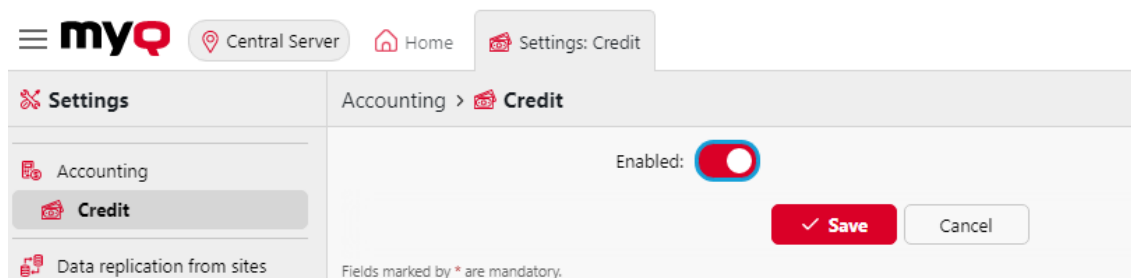 myQ Central Server Home Settings: Credit
Settings
Accounting > Credit
Accounting
Enabled:
Credit
Save Cancel
Data replication from sites
Fields marked by * are mandatory.